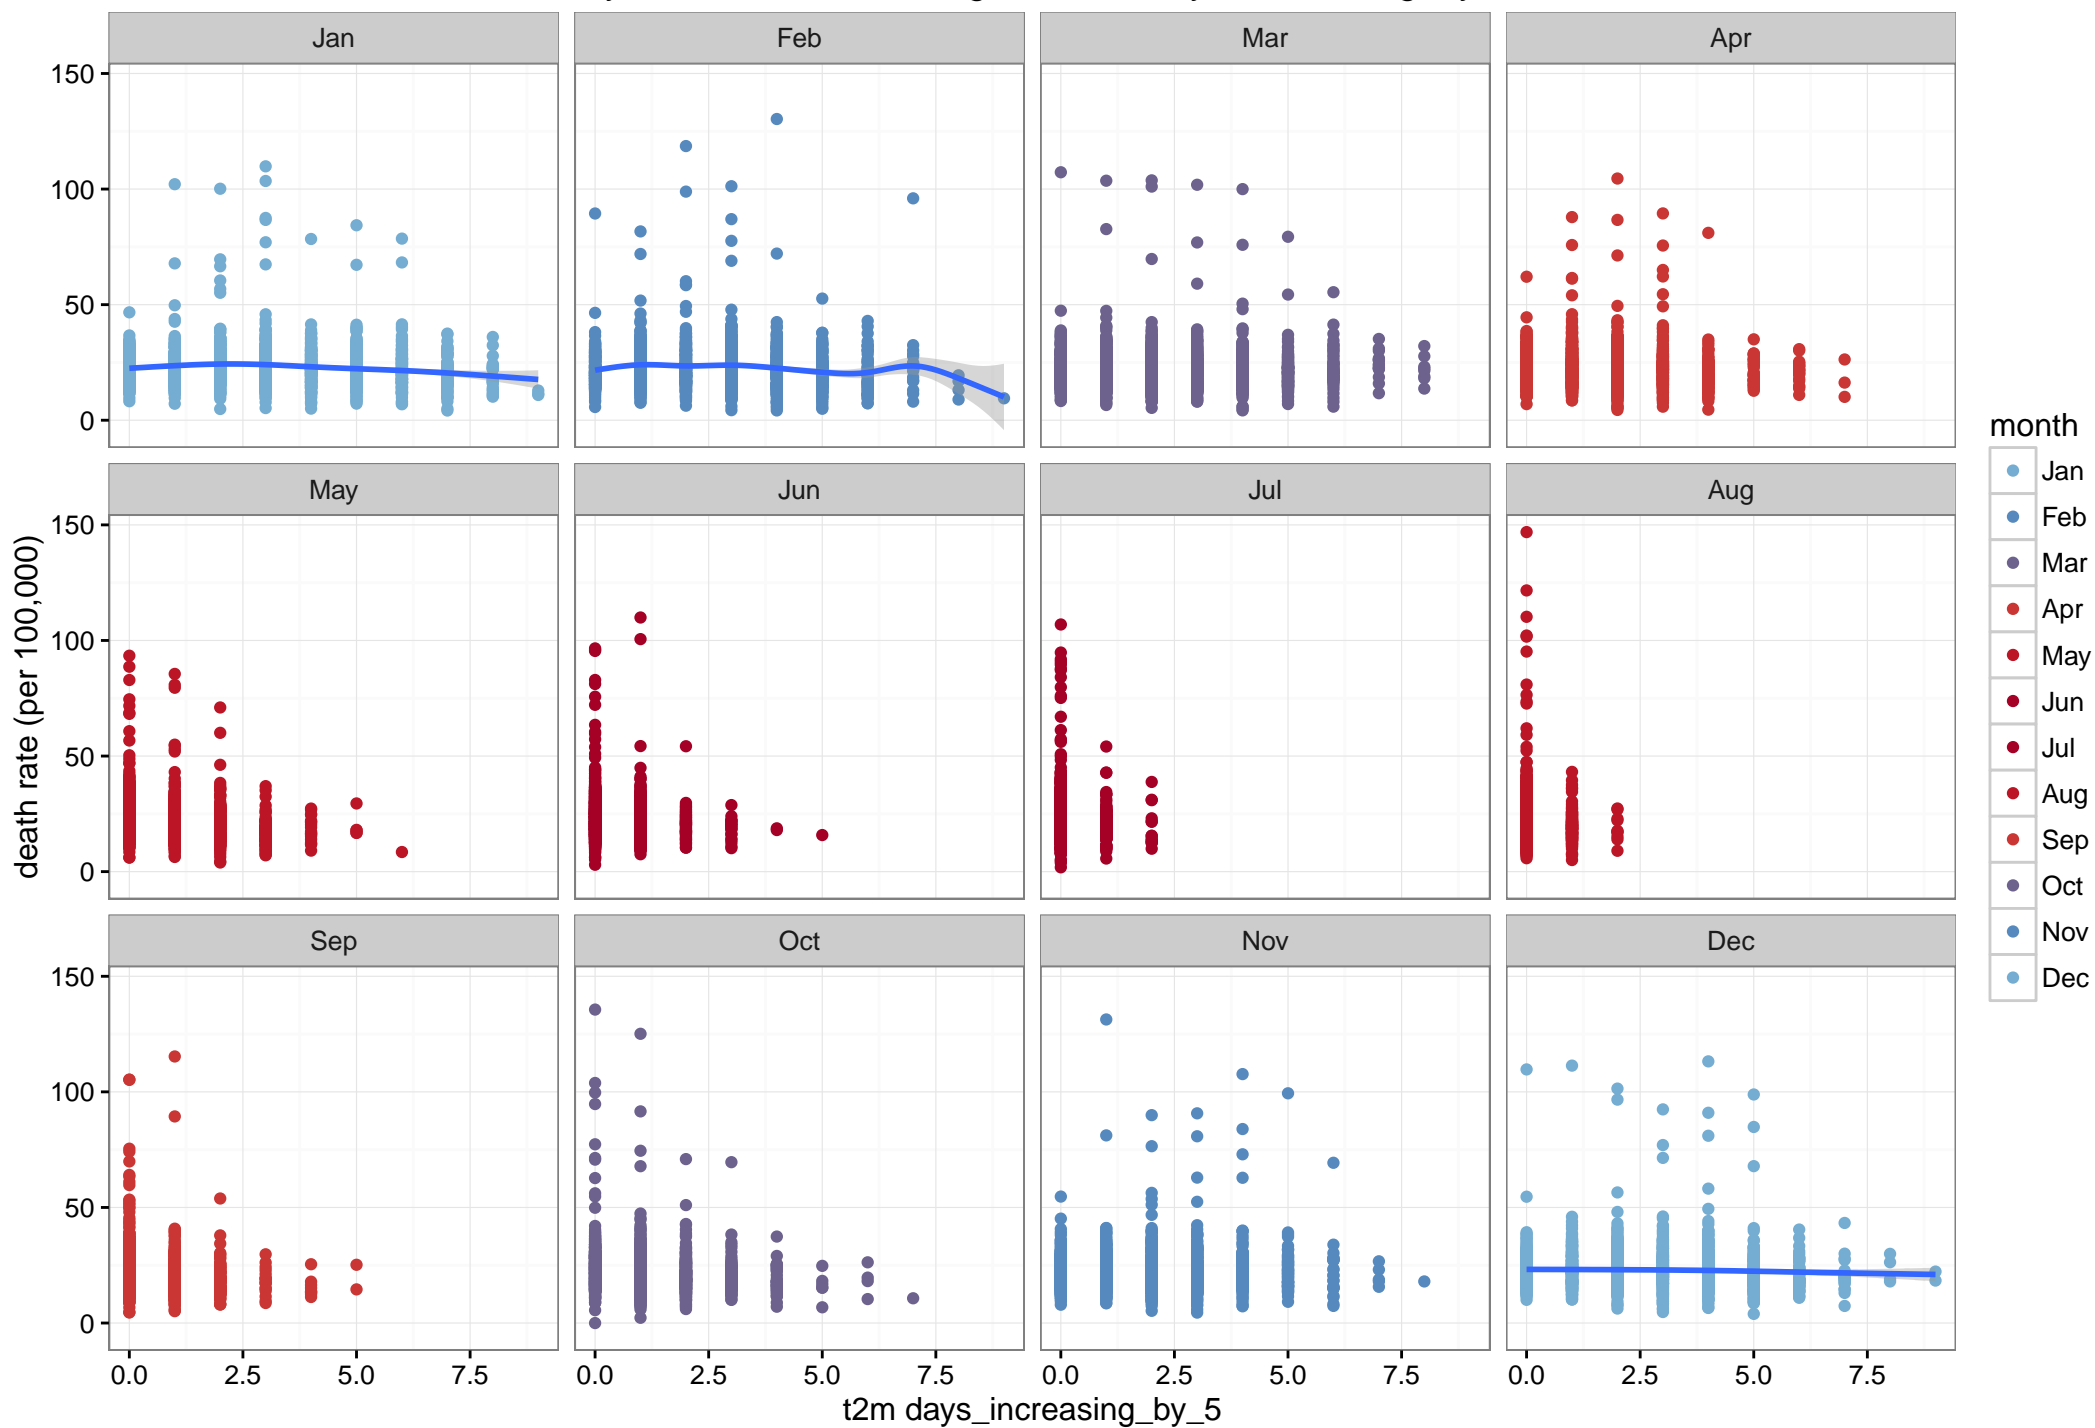 Jan Feb Mar Apr
150
100
50
0
May Jun Jul Aug
150
100
50
0
Sep Oct Nov Dec
150
100
50
0
0.0 2.5 5.0 7.5 0.0 2.5 5.0 7.5 0.0 2.5 5.0 7.5 0.0 2.5 5.0 7.5
t2m days_increasing_by_5
death rate (per 100,000)
month
Jan
Feb
Mar
Apr
May
Jun
Jul
Aug
Sep
Oct
Nov
Dec